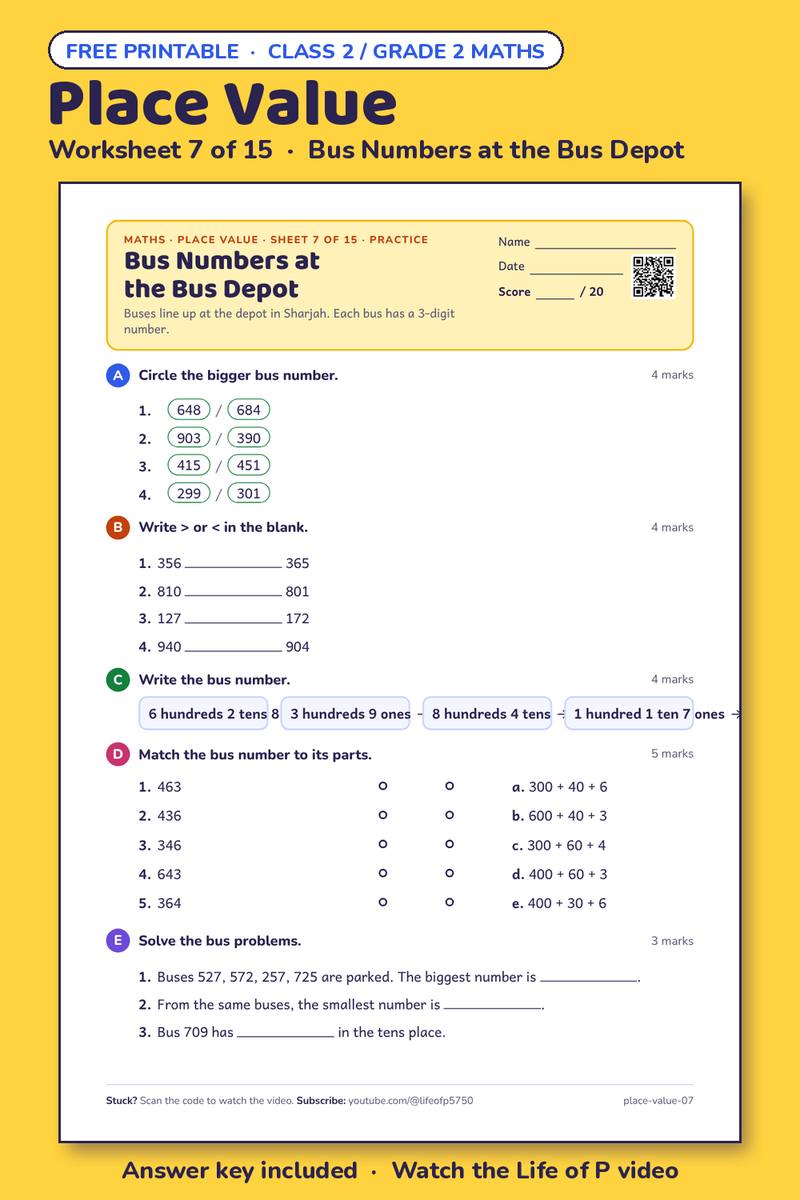 FREE PRINTABLE · CLASS 2 / GRADE 2 MATHS
Place Value
Worksheet 7 of 15 · Bus Numbers at the Bus Depot
MATHS · PLACE VALUE · SHEET 7 OF 15 · PRACTICE
Bus Numbers at
the Bus Depot
Buses line up at the depot in Sharjah. Each bus has a 3-digit
number.
Name ____
Date ____
Score ____ / 20
A Circle the bigger bus number. 4 marks
1. 648 / 684
2. 903 / 390
3. 415 / 451
4. 299 / 301
B Write > or < in the blank. 4 marks
1. 356 ____ 365
2. 810 ____ 801
3. 127 ____ 172
4. 940 ____ 904
C Write the bus number. 4 marks
6 hundreds 2 tens 8 3 hundreds 9 ones - 8 hundreds 4 tens → 1 hundred 1 ten 7 ones →
D Match the bus number to its parts. 5 marks
1. 463 a. 300 + 40 + 6
2. 436 b. 600 + 40 + 3
3. 346 c. 300 + 60 + 4
4. 643 d. 400 + 60 + 3
5. 364 e. 400 + 30 + 6
E Solve the bus problems. 3 marks
1. Buses 527, 572, 257, 725 are parked. The biggest number is ____.
2. From the same buses, the smallest number is ____.
3. Bus 709 has ____ in the tens place.
Stuck? Scan the code to watch the video. Subscribe: youtube.com/@lifeofp5750 place-value-07
Answer key included · Watch the Life of P video